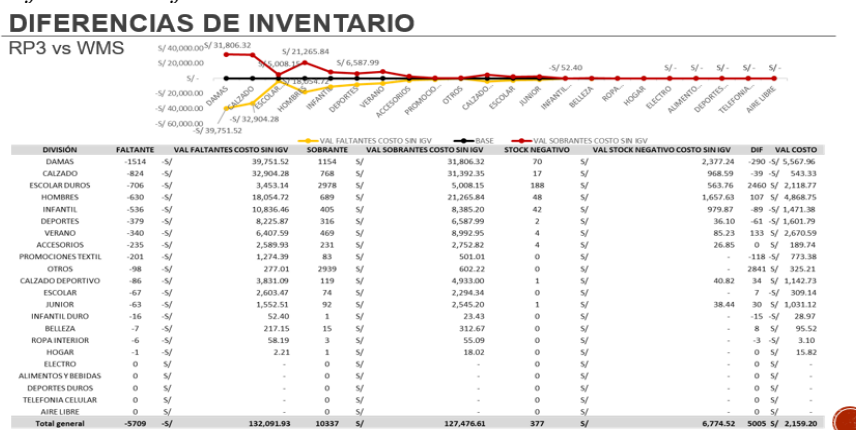 DIFERENCIAS DE INVENTARIO
RP3 vs WMS
S/ 40,000.00
S/ 31,806.32
S/ 21,265.84
S/ 20,000.00
S/ 6,587.99
S/ 5,008.15
-S/ 52.40
S/ -
S/ -
S/ -
S/ -
S/ -
S/ -
-S/ 20,000.00
-S/ 40,000.00
-S/ 60,000.00
-S/ 18,054.72
-S/ 32,904.28
-S/ 39,751.52
DAMAS
CALZADO
ESCOLAR...
HOMBRES
INFANTIL
DEPORTES
VERANO
ACCESORIOS
PROMOCIO...
OTROS
CALZADO...
ESCOLAR
JUNIOR
INFANTIL...
BELLEZA
ROPA...
HOGAR
ELECTRO
ALIMENTO...
DEPORTES...
TELEFONIA...
AIRE LIBRE
VAL FALTANTES COSTO SIN IGV BASE VAL SOBRANTES COSTO SIN IGV
DIVISIÓN FALTANTE VAL FALTANTES COSTO SIN IGV SOBRANTE VAL SOBRANTES COSTO SIN IGV STOCK NEGATIVO VAL STOCK NEGATIVO COSTO SIN IGV DIF VAL COSTO
DAMAS -1514 -S/ 39,751.52 1154 S/ 31,806.32 70 S/ 2,377.24 -290 -S/ 5,567.96
CALZADO -824 -S/ 32,904.28 768 S/ 31,392.35 17 S/ 968.59 -39 -S/ 543.33
ESCOLAR DUROS -706 -S/ 3,453.14 2978 S/ 5,008.15 188 S/ 563.76 2460 S/ 2,118.77
HOMBRES -630 -S/ 18,054.72 689 S/ 21,265.84 48 S/ 1,657.63 107 S/ 4,868.75
INFANTIL -536 -S/ 10,836.46 405 S/ 8,385.20 42 S/ 979.87 -89 -S/ 1,471.38
DEPORTES -379 -S/ 8,225.87 316 S/ 6,587.99 2 S/ 36.10 -61 -S/ 1,601.79
VERANO -340 -S/ 6,407.59 469 S/ 8,992.95 4 S/ 85.23 133 S/ 2,670.59
ACCESORIOS -235 -S/ 2,589.93 231 S/ 2,752.82 4 S/ 26.85 0 S/ 189.74
PROMOCIONES TEXTIL -201 -S/ 1,274.39 83 S/ 501.01 0 S/ - -118 -S/ 773.38
OTROS -98 -S/ 277.01 2939 S/ 602.22 0 S/ - 2841 S/ 325.21
CALZADO DEPORTIVO -86 -S/ 3,831.09 119 S/ 4,933.00 1 S/ 40.82 34 S/ 1,142.73
ESCOLAR -67 -S/ 2,603.47 74 S/ 2,294.34 0 S/ - 7 -S/ 309.14
JUNIOR -63 -S/ 1,552.51 92 S/ 2,545.20 1 S/ 38.44 30 S/ 1,031.12
INFANTIL DURO -16 -S/ 52.40 1 S/ 23.43 0 S/ - -15 -S/ 28.97
BELLEZA -7 -S/ 217.15 15 S/ 312.67 0 S/ - 8 S/ 95.52
ROPA INTERIOR -6 -S/ 58.19 3 S/ 55.09 0 S/ - -3 -S/ 3.10
HOGAR -1 -S/ 2.21 1 S/ 18.02 0 S/ - 0 S/ 15.82
ELECTRO 0 S/ - 0 S/ - 0 S/ - 0 S/ -
ALIMENTOS Y BEBIDAS 0 S/ - 0 S/ - 0 S/ - 0 S/ -
DEPORTES DUROS 0 S/ - 0 S/ - 0 S/ - 0 S/ -
TELEFONIA CELULAR 0 S/ - 0 S/ - 0 S/ - 0 S/ -
AIRE LIBRE 0 S/ - 0 S/ - 0 S/ - 0 S/ -
Total general -5709 -S/ 132,091.93 10337 S/ 127,476.61 377 S/ 6,774.52 5005 S/ 2,159.20